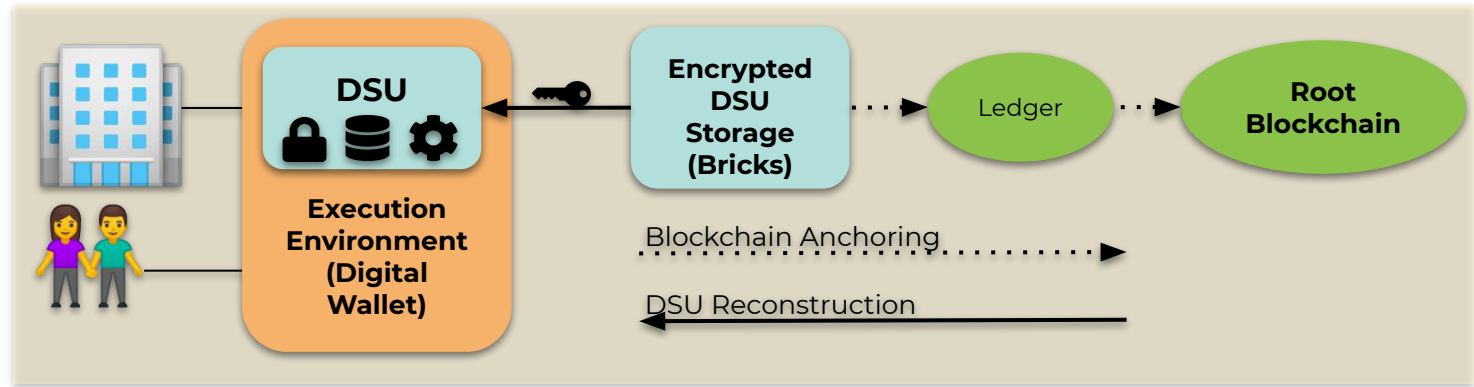 DSU
Execution
Environment
(Digital
Wallet)
Encrypted
DSU
Storage
(Bricks)
Ledger
Root
Blockchain
Blockchain Anchoring
DSU Reconstruction